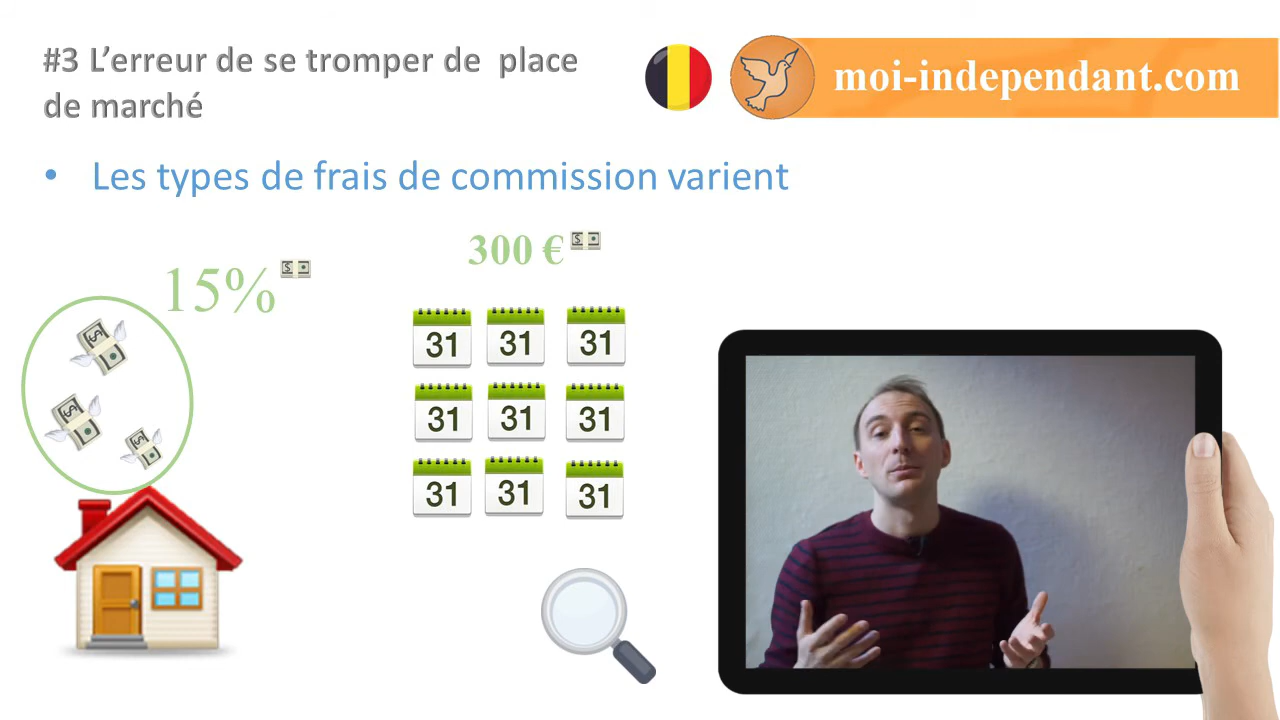 #3 L’erreur de se tromper de place
de marché
moi-independant.com
• Les types de frais de commission varient
15%
300 €
31 31 31
31 31 31
31 31 31